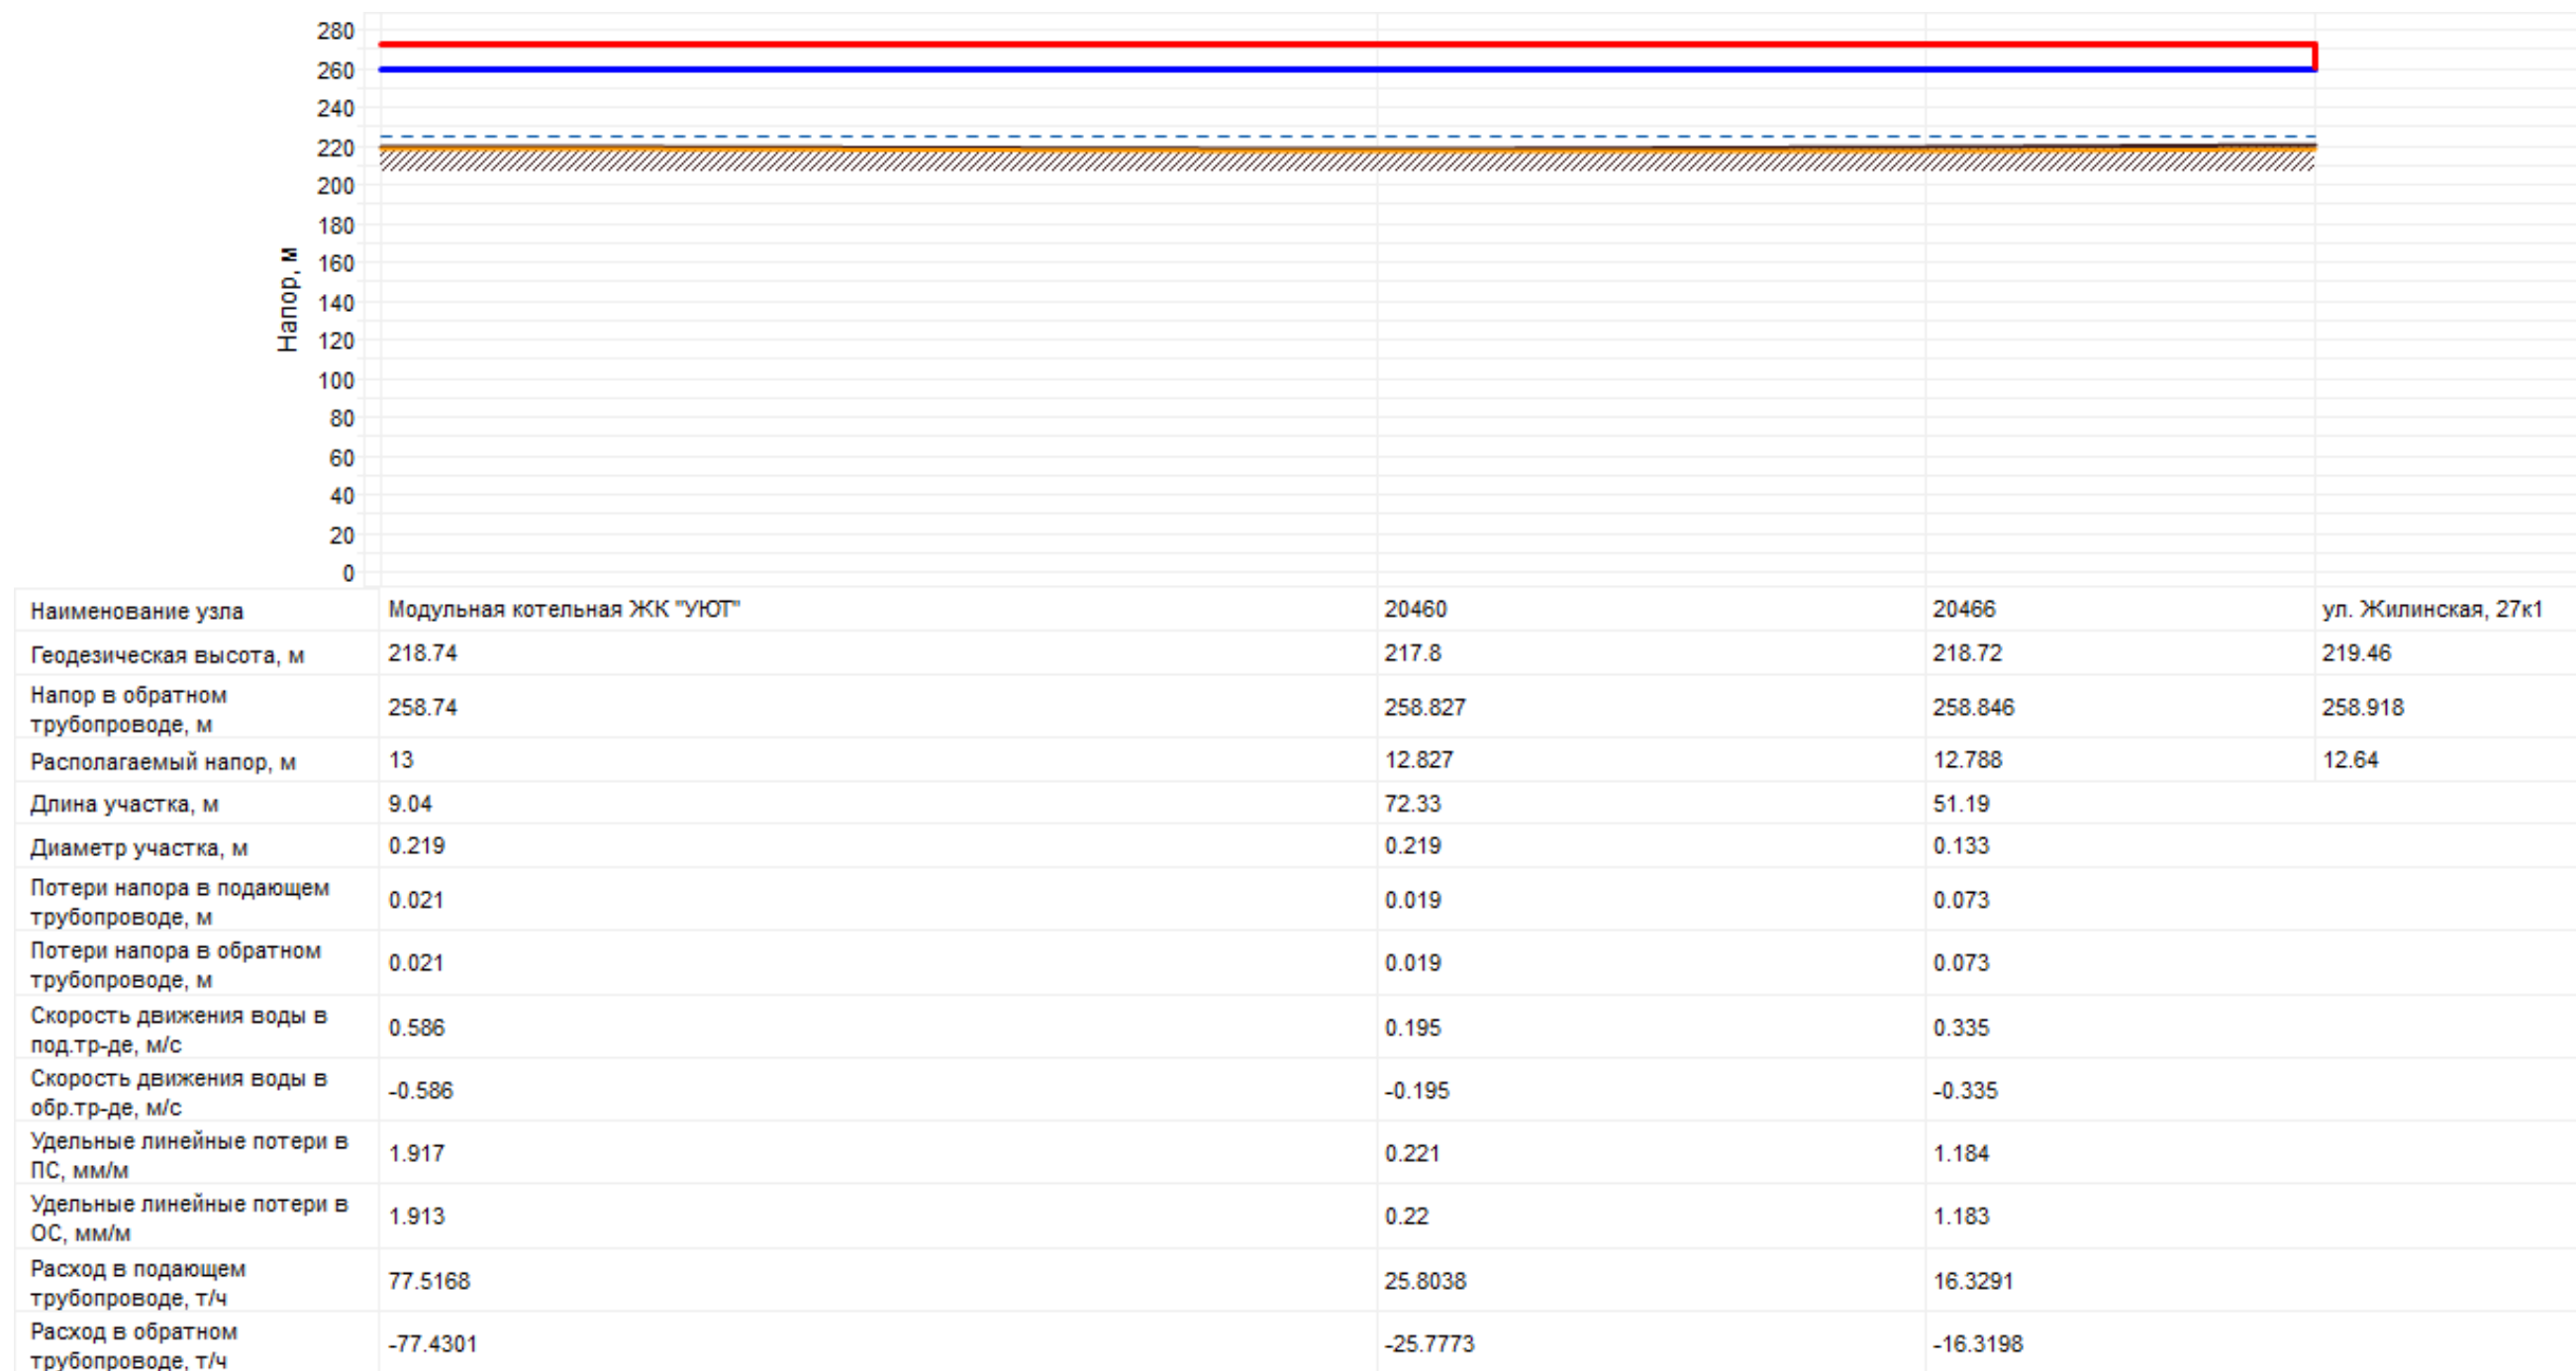 280
260
240
220
200
180
160
140
120
100
80
60
40
20
0
Напор, м
Наименование узла
Модульная котельная ЖК "УЮТ"
20460
20466
ул. Жилинская, 27к1
Геодезическая высота, м
218.74
217.8
218.72
219.46
Напор в обратном
трубопроводе, м
258.74
258.827
258.846
258.918
Располагаемый напор, м
13
12.827
12.788
12.64
Длина участка, м
9.04
72.33
51.19
Диаметр участка, м
0.219
0.219
0.133
Потери напора в подающем
трубопроводе, м
0.021
0.019
0.073
Потери напора в обратном
трубопроводе, м
0.021
0.019
0.073
Скорость движения воды в
под.тр-де, м/с
0.586
0.195
0.335
Скорость движения воды в
обр.тр-де, м/с
-0.586
-0.195
-0.335
Удельные линейные потери в
ПС, мм/м
1.917
0.221
1.184
Удельные линейные потери в
ОС, мм/м
1.913
0.22
1.183
Расход в подающем
трубопроводе, т/ч
77.5168
25.8038
16.3291
Расход в обратном
трубопроводе, т/ч
-77.4301
-25.7773
-16.3198